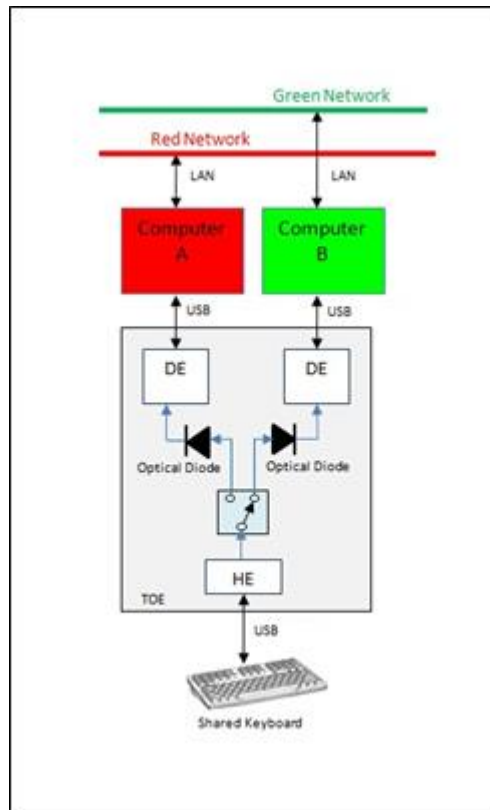 Green Network
Red Network
LAN
LAN
Computer
A
Computer
B
USB
USB
DE
DE
Optical Diode
Optical Diode
HE
TOE
USB
Shared Keyboard